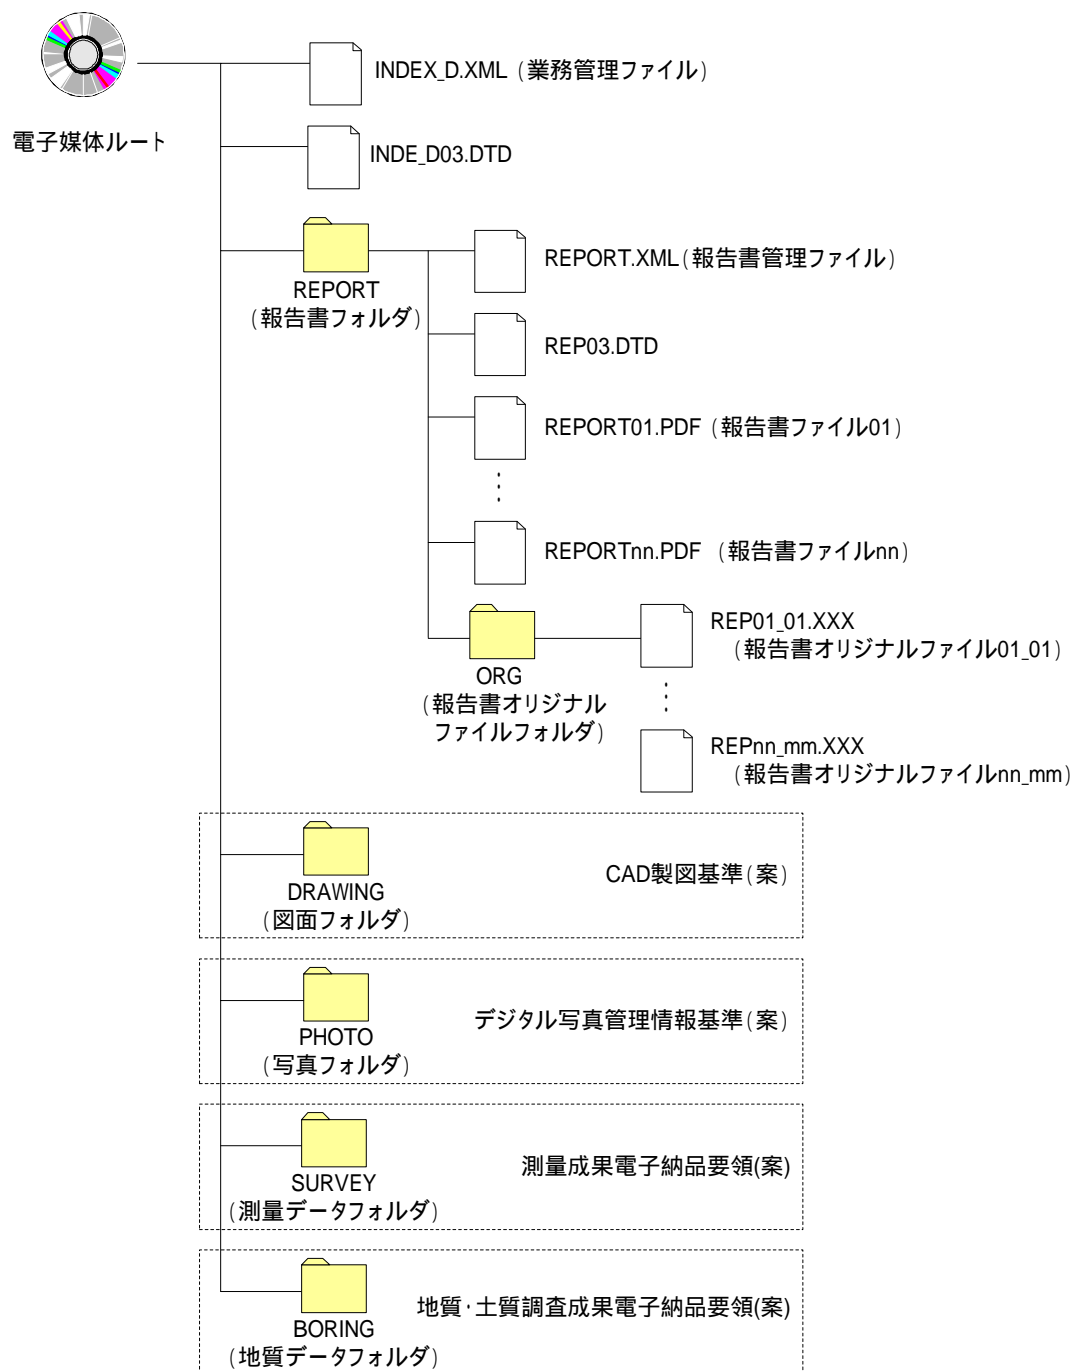 INDEX_D.XML（業務管理ファイル）
電子媒体ルート
INDE_D03.DTD
REPORT.XML（報告書管理ファイル）
REPORT
（報告書フォルダ）
REP03.DTD
REPORT01.PDF（報告書ファイル01）
REPORTnn.PDF （報告書ファイルnn）
REP01_01.XXX
（報告書オリジナルファイル01_01）
ORG
（報告書オリジナル
ファイルフォルダ）
REPnn_mm.XXX
（報告書オリジナルファイルnn_mm）
CAD製図基準（案）
DRAWING
（図面フォルダ）
デジタル写真管理情報基準（案）
PHOTO
（写真フォルダ）
測量成果電子納品要領(案)
SURVEY
（測量データフォルダ）
地質・土質調査成果電子納品要領(案)
BORING
（地質データフォルダ）